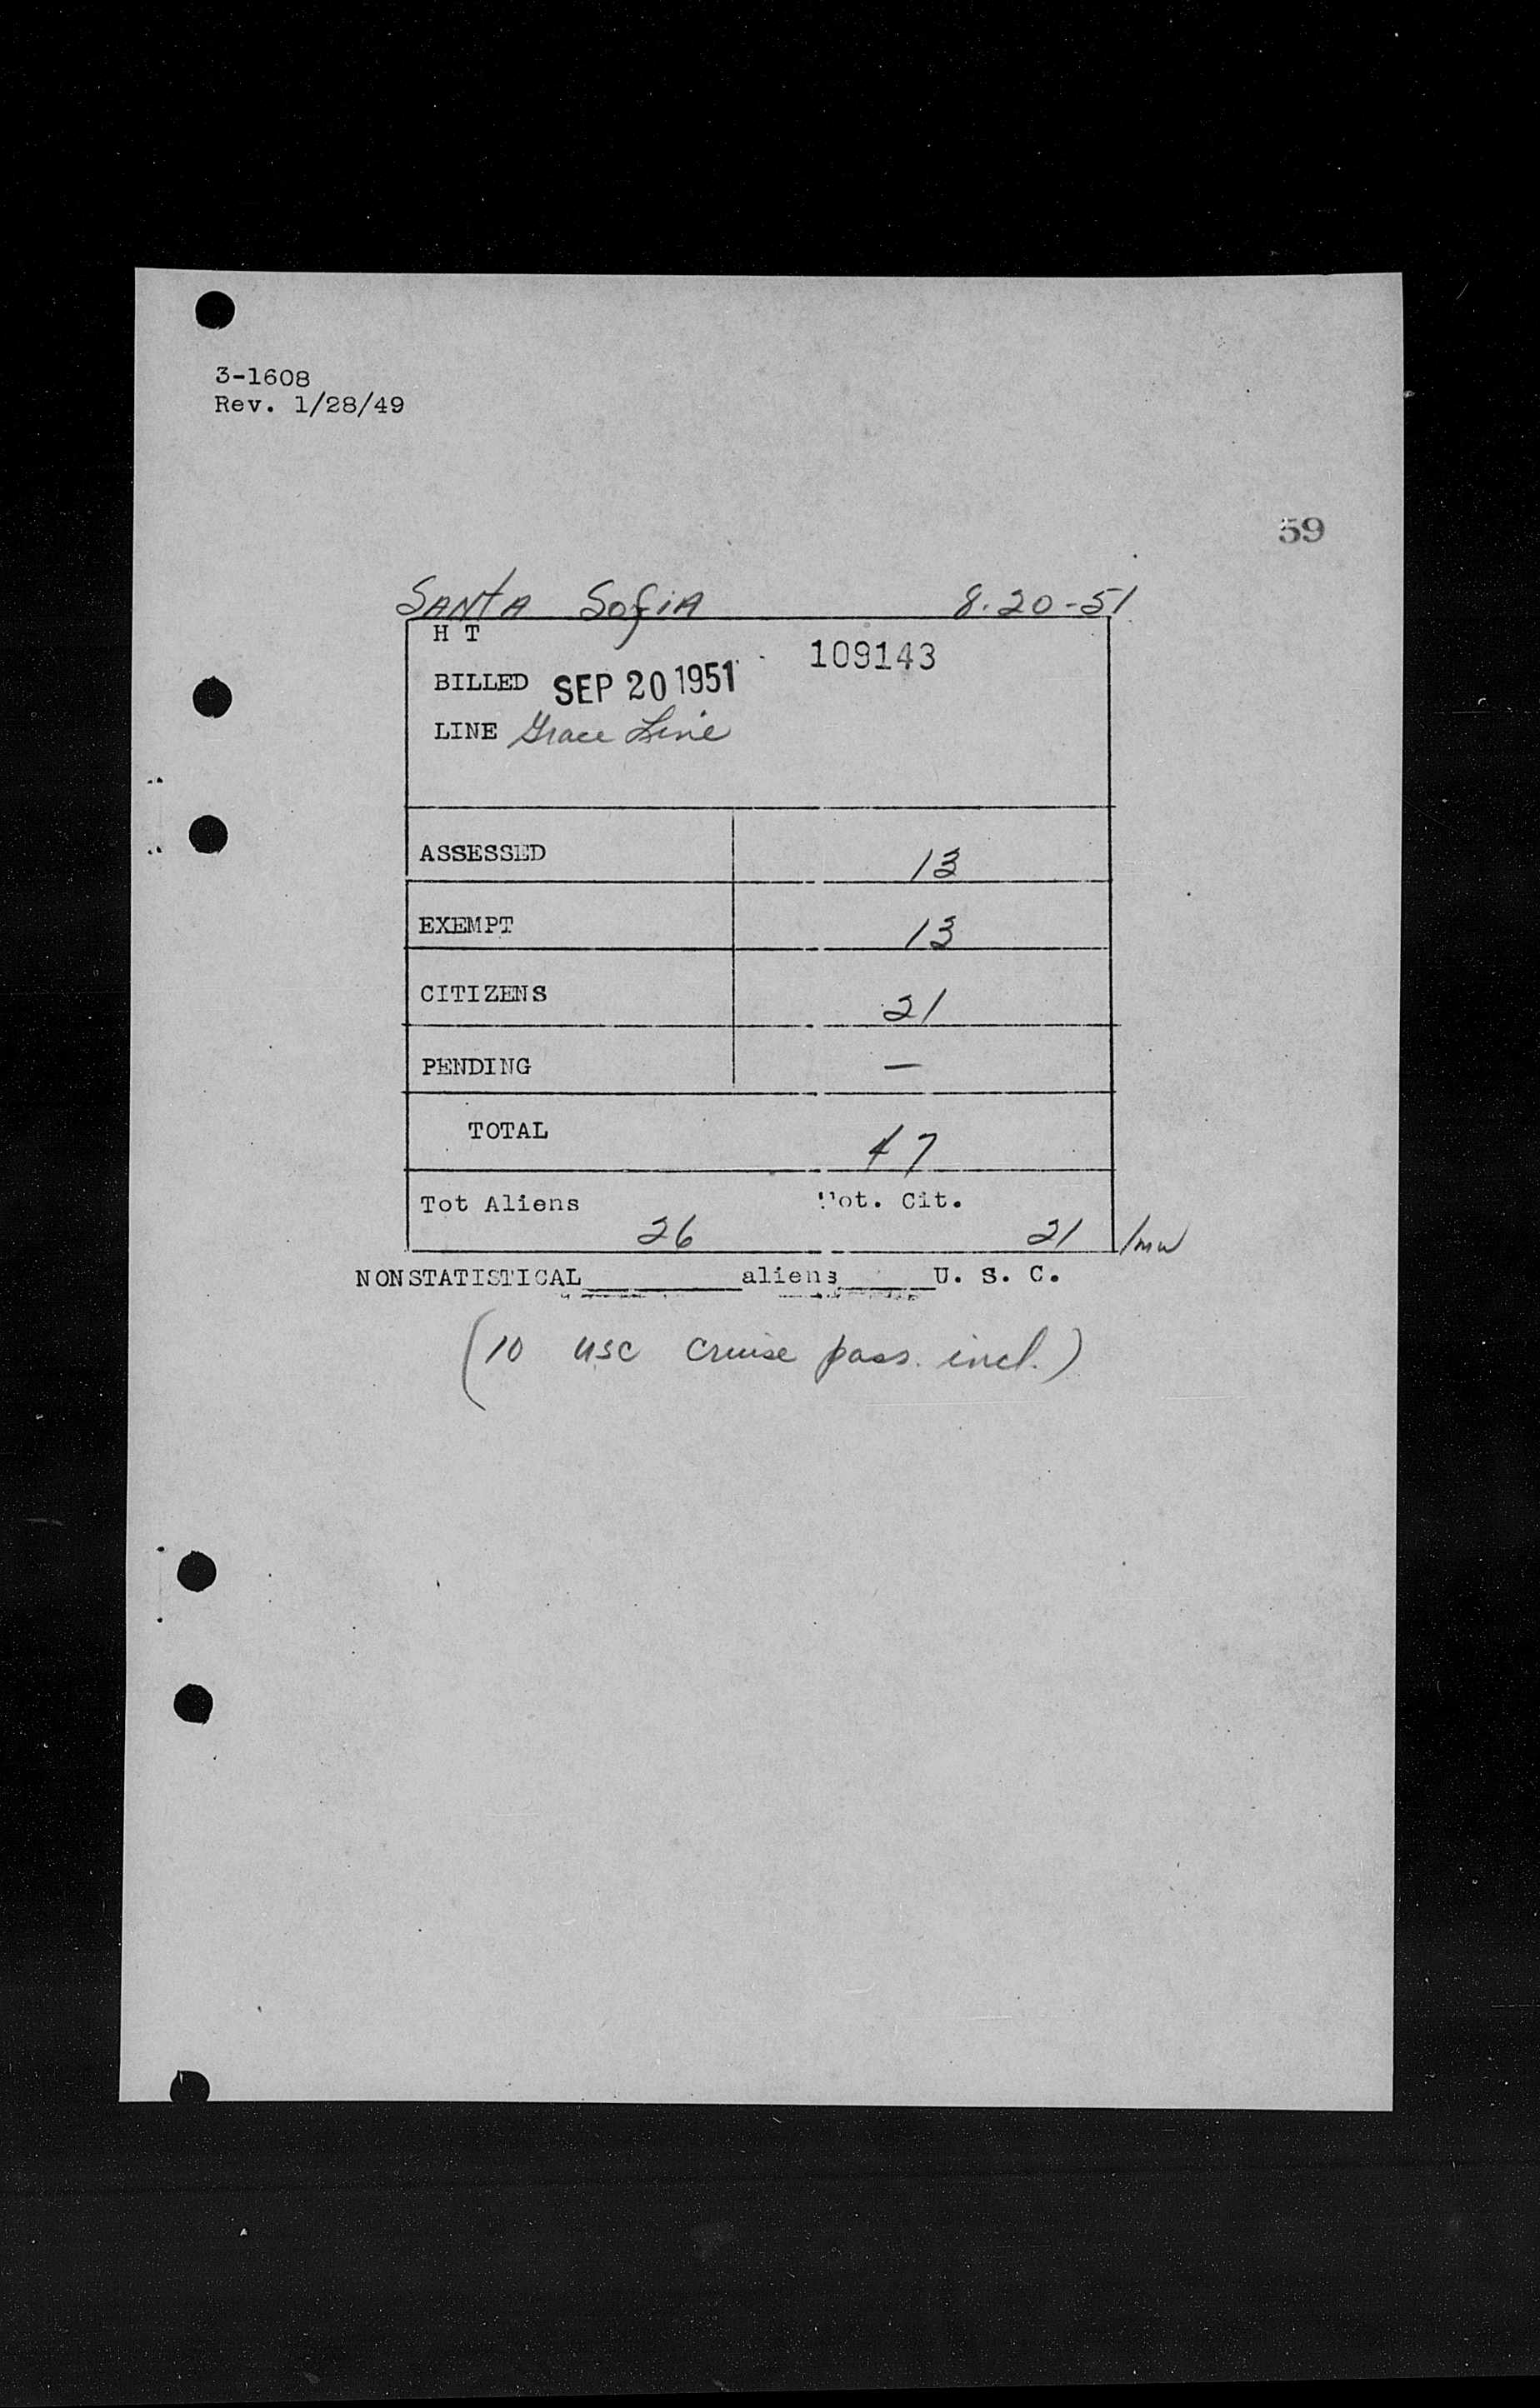 3-1608
Rev. 1/28/49
59
SANTA SOFIA 8-20-51
H T
109143
BILLED SEP 20 1951
LINE Grace Line
ASSESSED 13
EXEMPT 13
CITIZENS 21
PENDING —
TOTAL 47
Tot Aliens Tot. Cit.
26 21 /mw
NONSTATISTICAL________aliens_____U. S. C.
(10 USC cruise pass. incl.)